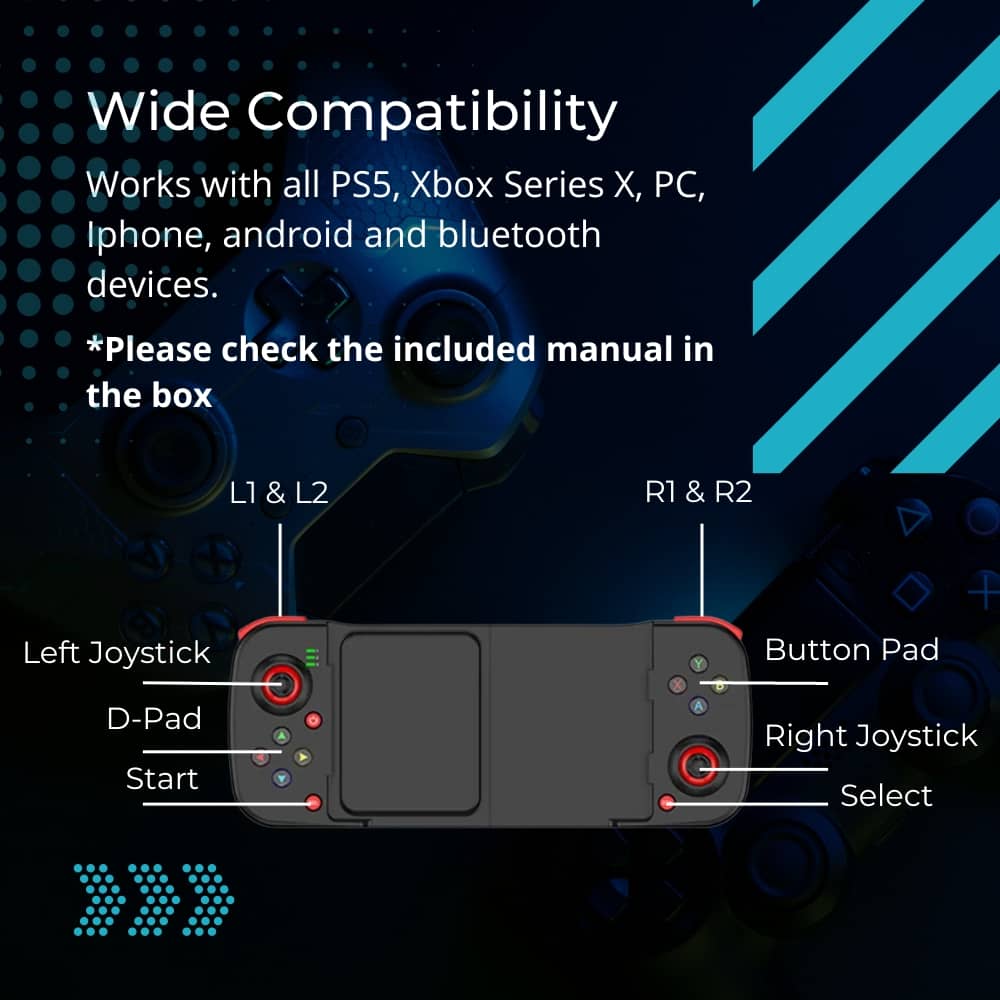 Wide Compatibility
Works with all PS5, Xbox Series X, PC,
Iphone, android and bluetooth
devices.
*Please check the included manual in
the box
L1 & L2
R1 & R2
Left Joystick
Button Pad
D-Pad
Right Joystick
Start
Select
Y
X
B
A